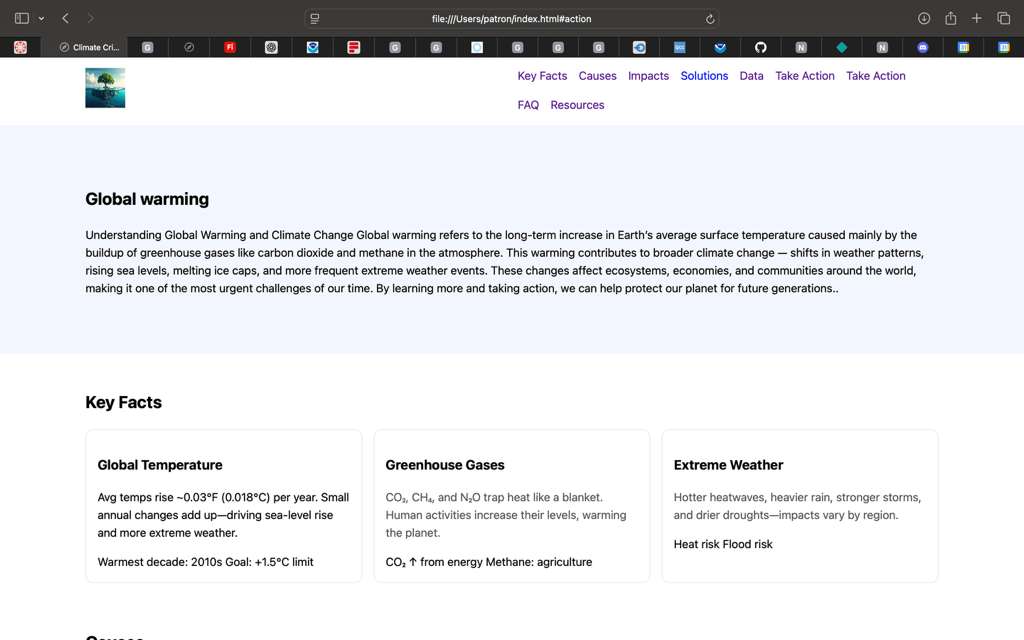 file:///Users/patron/index.html#action
Climate Cri...
Key Facts Causes Impacts Solutions Data Take Action Take Action
FAQ Resources
Global warming
Understanding Global Warming and Climate Change Global warming refers to the long-term increase in Earth's average surface temperature caused mainly by the
buildup of greenhouse gases like carbon dioxide and methane in the atmosphere. This warming contributes to broader climate change — shifts in weather patterns,
rising sea levels, melting ice caps, and more frequent extreme weather events. These changes affect ecosystems, economies, and communities around the world,
making it one of the most urgent challenges of our time. By learning more and taking action, we can help protect our planet for future generations..
Key Facts
Global Temperature
Avg temps rise ~0.03°F (0.018°C) per year. Small
annual changes add up—driving sea-level rise
and more extreme weather.
Warmest decade: 2010s Goal: +1.5°C limit
Greenhouse Gases
CO₂, CH₄, and N₂O trap heat like a blanket.
Human activities increase their levels, warming
the planet.
CO₂ ↑ from energy Methane: agriculture
Extreme Weather
Hotter heatwaves, heavier rain, stronger storms,
and drier droughts—impacts vary by region.
Heat risk Flood risk
Causes